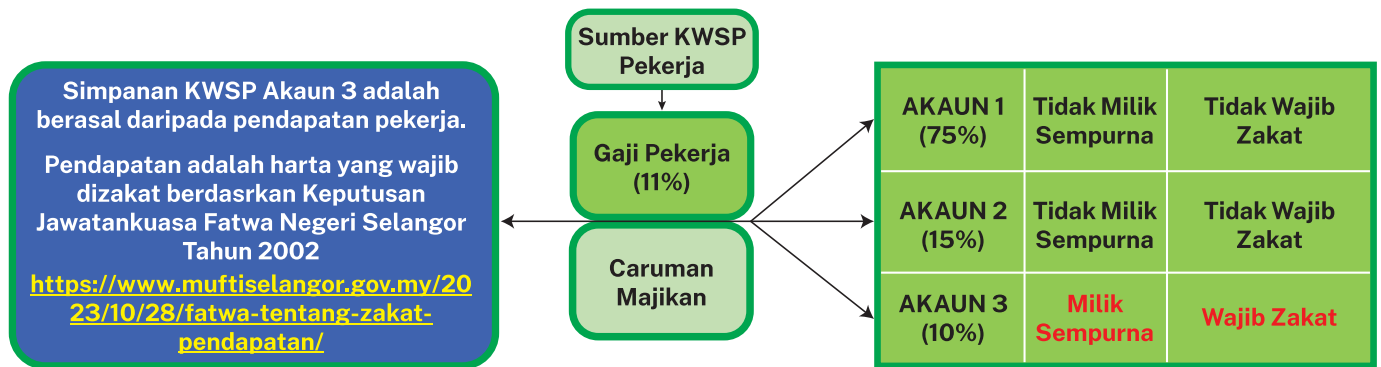 Sumber KWSP
Pekerja
Simpanan KWSP Akaun 3 adalah
berasal daripada pendapatan pekerja.
Pendapatan adalah harta yang wajib
dizakat berdasrkan Keputusan
Jawatankuasa Fatwa Negeri Selangor
Tahun 2002
https://www.muftiselangor.gov.my/20
23/10/28/fatwa-tentang-zakat-
pendapatan/
Gaji Pekerja
(11%)
Caruman
Majikan
AKAUN 1
(75%)
Tidak Milik
Sempurna
Tidak Wajib
Zakat
AKAUN 2
(15%)
Tidak Milik
Sempurna
Tidak Wajib
Zakat
AKAUN 3
(10%)
Milik
Sempurna
Wajib Zakat